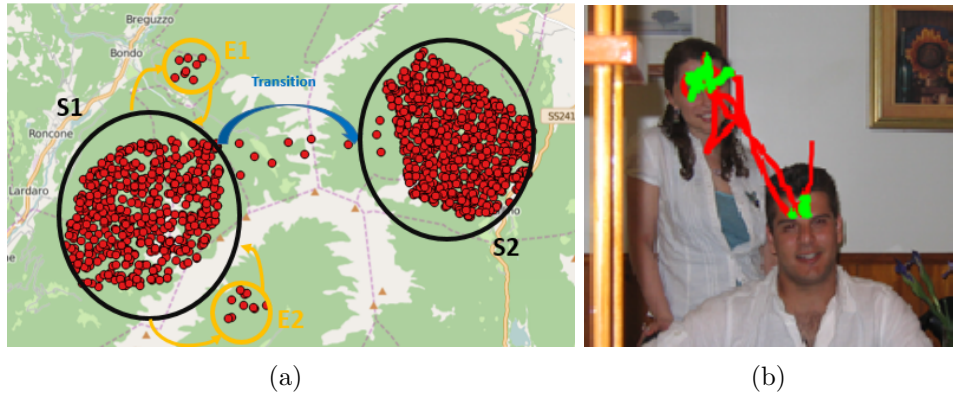 Breguzzo
E1
Bondo
Transition
S1
SS241
Roncone
Lardaro
S2
E2
(a)
(b)